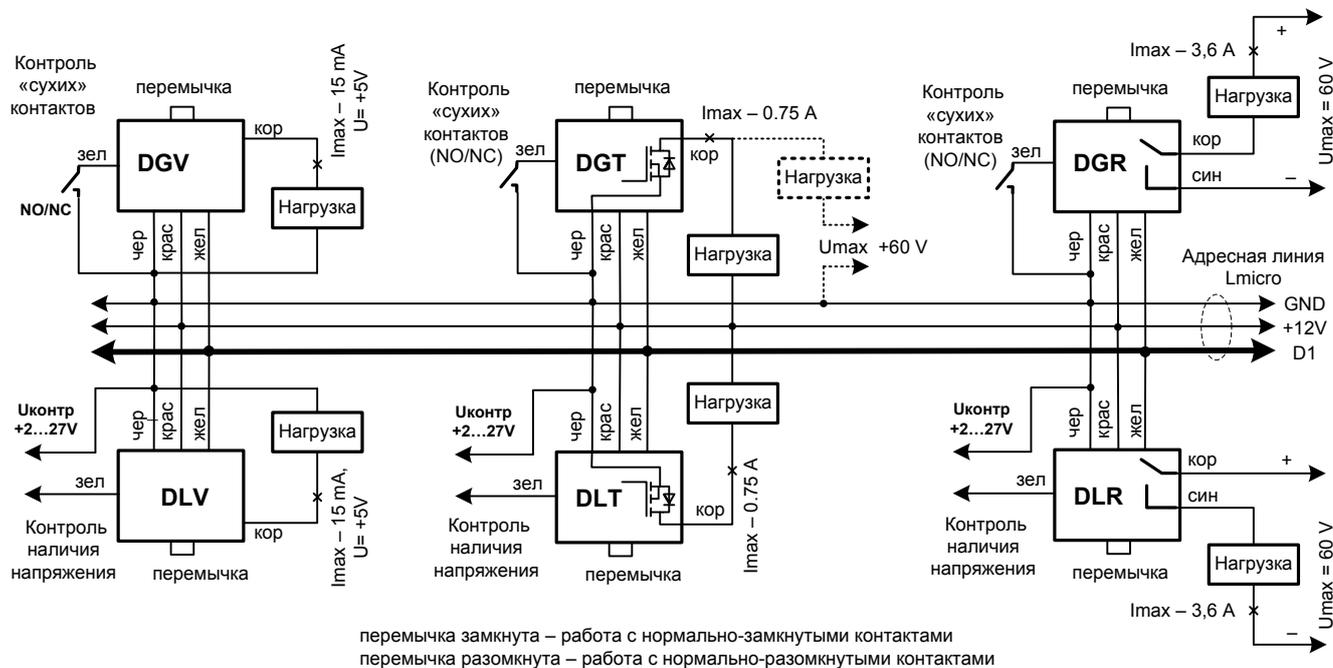 Контроль
«сухих»
контактов
перемычка
зел
DGV
кор
Imax – 15 mA
U= +5V
Нагрузка
NO/NC
чер
крас
жел
Контроль
«сухих»
контактов
(NO/NC)
перемычка
зел
DGT
Imax – 0.75 A
кор
Нагрузка
Нагрузка
Umax +60 V
чер
крас
жел
Контроль
«сухих»
контактов
(NO/NC)
перемычка
зел
DGR
кор
син
Imax – 3,6 A
+
Нагрузка
–
Umax = 60 V
чер
крас
жел
Адресная линия
Lmicro
GND
+12V
D1
Uконтр
+2...27V
чер
крас
жел
Нагрузка
зел
DLV
кор
Imax – 15 mA,
U= +5V
Контроль
наличия
напряжения
перемычка
Uконтр
+2...27V
чер
крас
жел
Нагрузка
зел
DLT
кор
Imax – 0.75 A
Контроль
наличия
напряжения
перемычка
Uконтр
+2...27V
чер
крас
жел
зел
DLR
кор
+
син
Нагрузка
Imax – 3,6 A
–
Umax = 60 V
Контроль
наличия
напряжения
перемычка
перемычка замкнута – работа с нормально-замкнутыми контактами
перемычка разомкнута – работа с нормально-разомкнутыми контактами